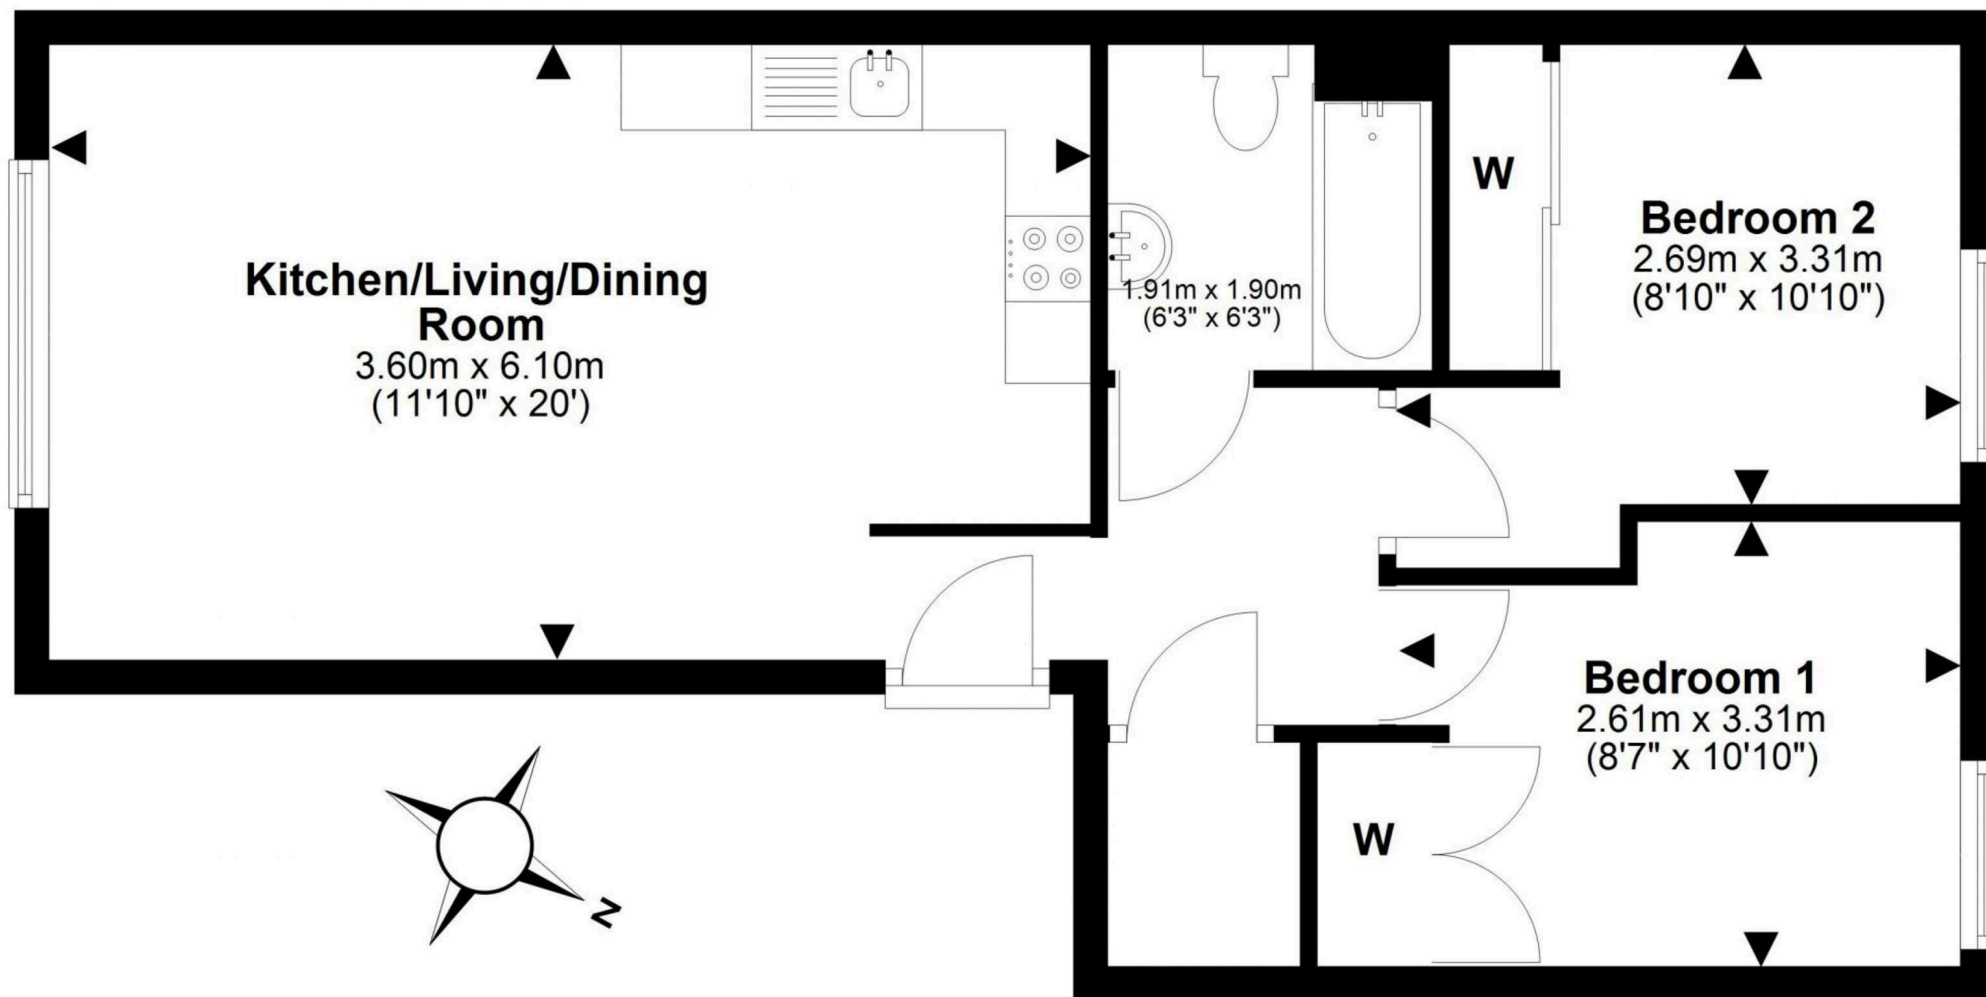 Kitchen/Living/Dining
Room
3.60m x 6.10m
(11'10" x 20')
1.91m x 1.90m
(6'3" x 6'3")
W
Bedroom 2
2.69m x 3.31m
(8'10" x 10'10")
Bedroom 1
2.61m x 3.31m
(8'7" x 10'10")
W
N